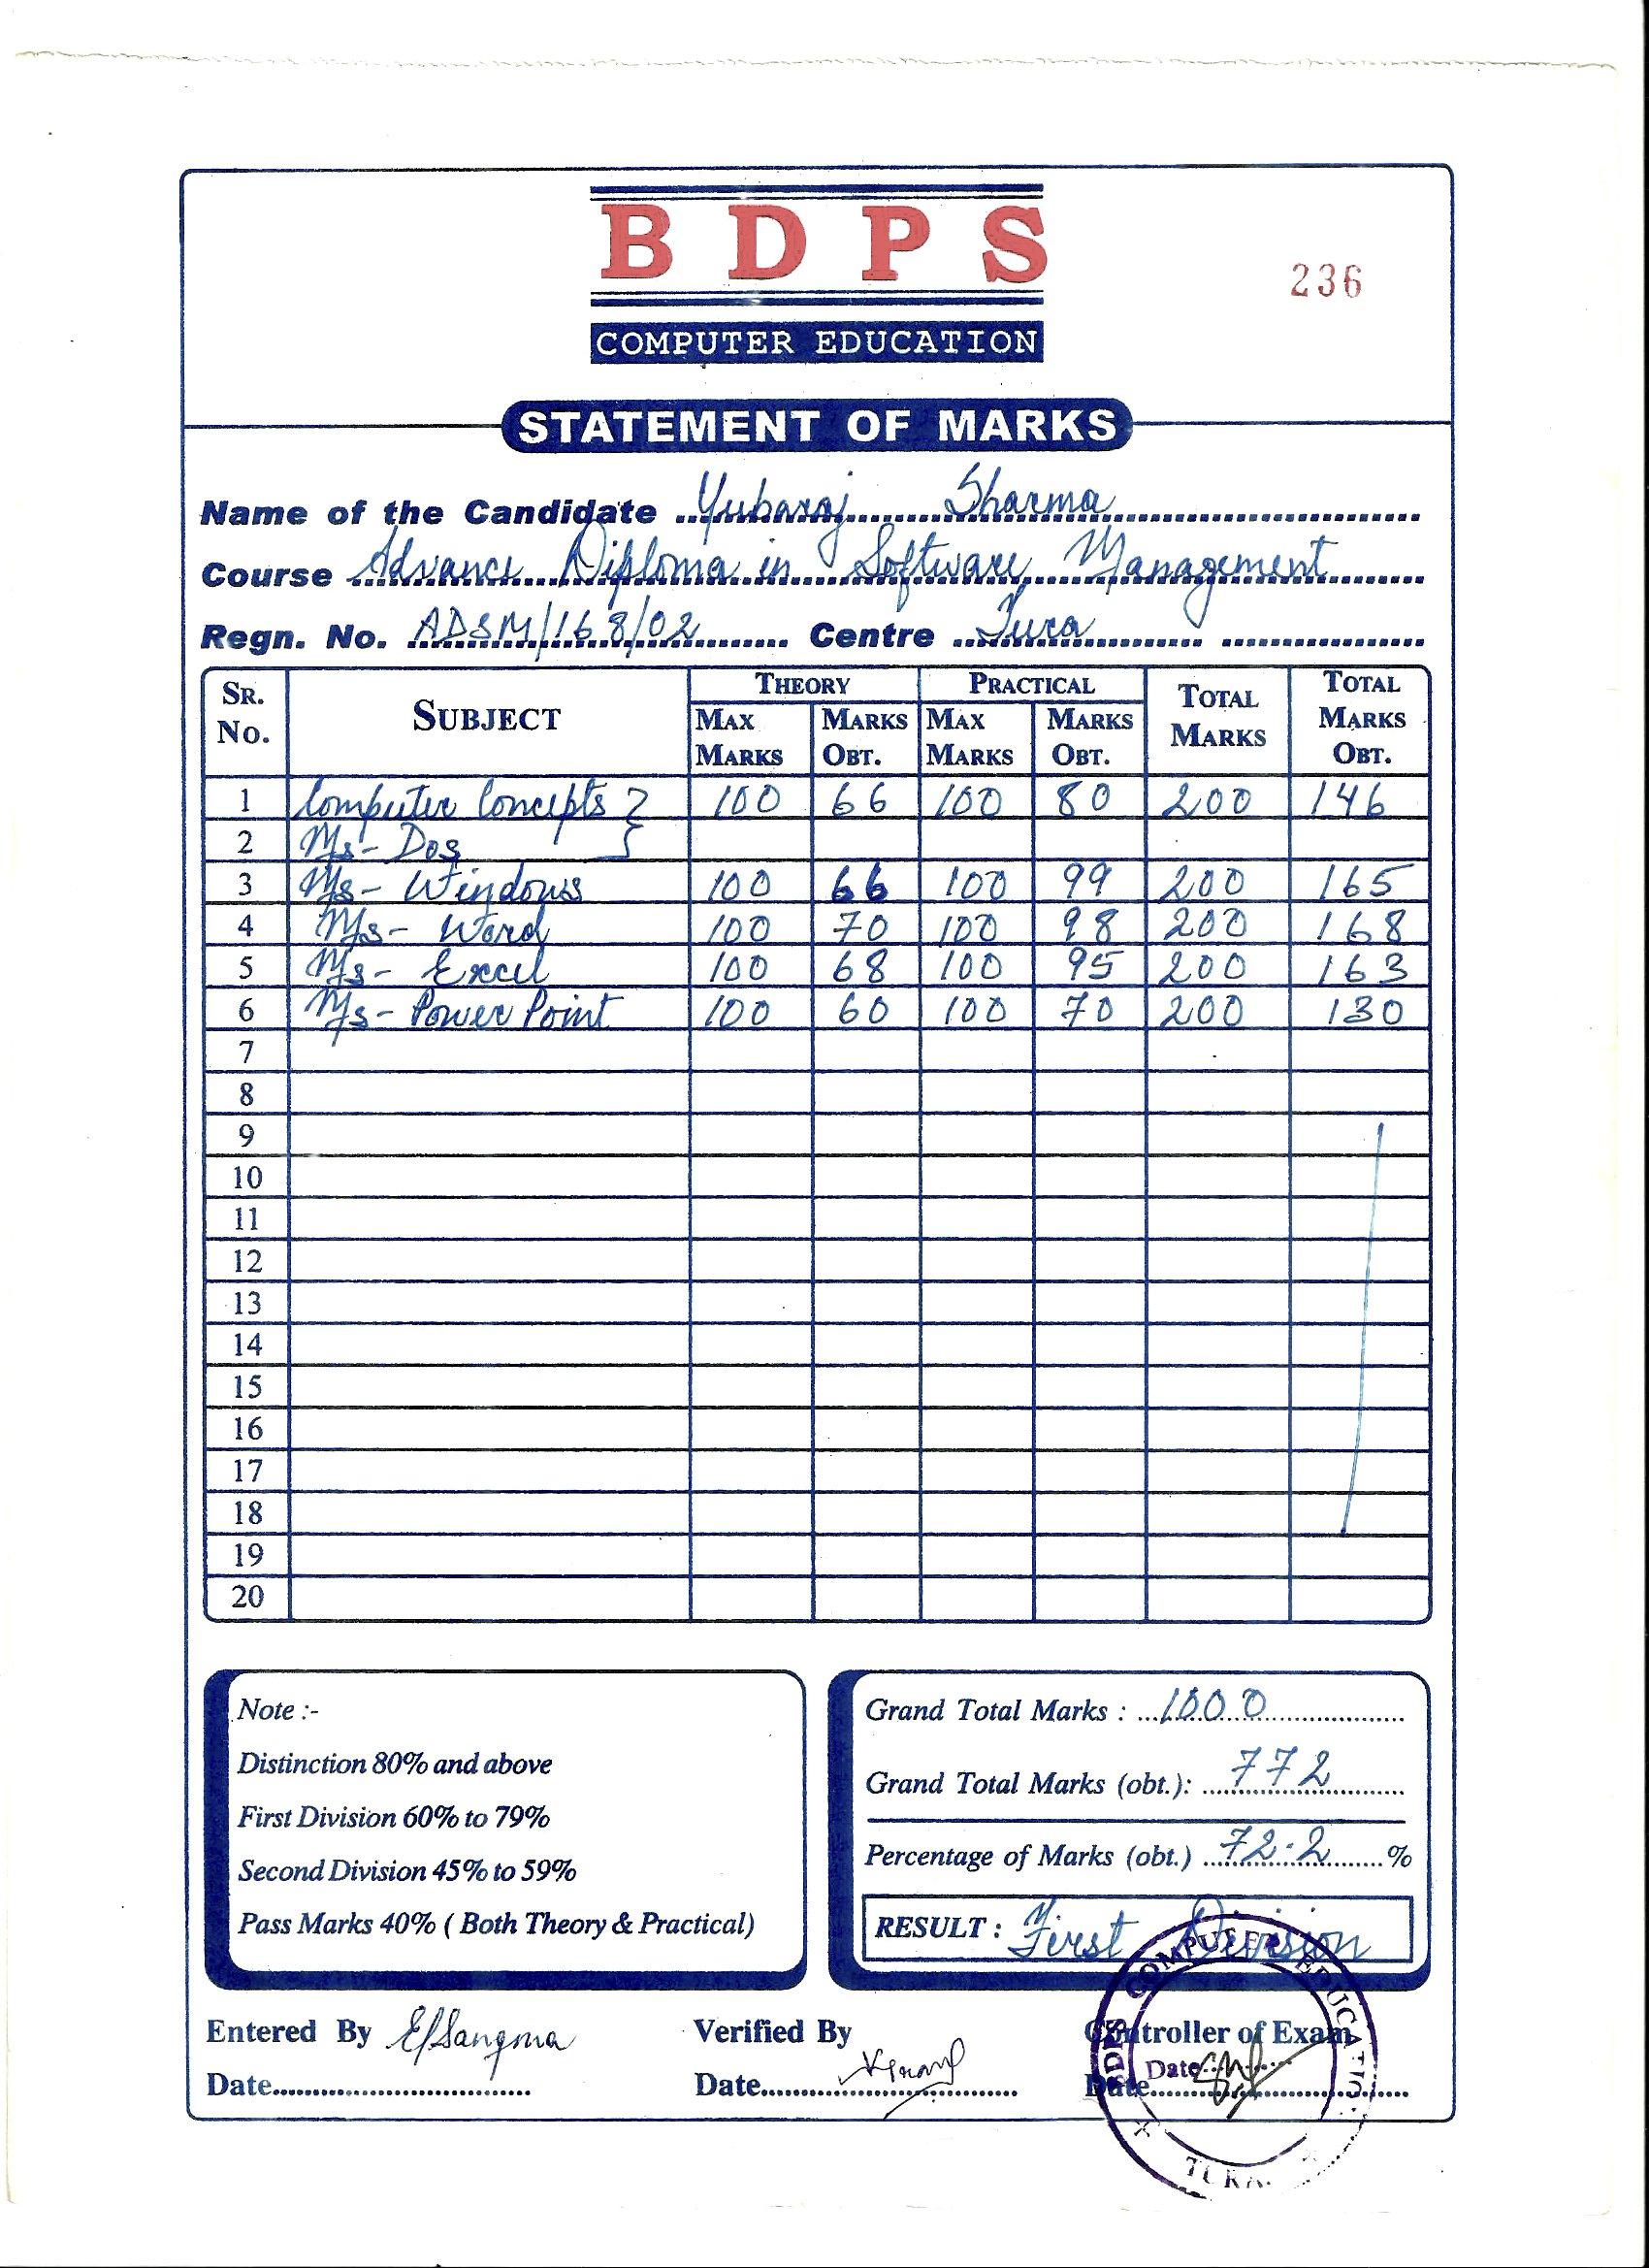 B D P S
236
COMPUTER EDUCATION
STATEMENT OF MARKS
Name of the Candidate Yubaraj Sharma
Course Advance Diploma in Software Management
Regn. No. ADSM/168/02 Centre Tura
SR. No. SUBJECT THEORY PRACTICAL TOTAL MARKS TOTAL MARKS OBT.
MAX MARKS MARKS OBT. MAX MARKS MARKS OBT.
1 Computer Concepts } 100 66 100 80 200 146
2 Ms- Dos
3 Ms- Windows 100 66 100 99 200 165
4 Ms- Word 100 70 100 98 200 168
5 Ms- Excel 100 68 100 95 200 163
6 Ms- Power Point 100 60 100 70 200 130
7
8
9
10
11
12
13
14
15
16
17
18
19
20
Note :-
Distinction 80% and above
First Division 60% to 79%
Second Division 45% to 59%
Pass Marks 40% ( Both Theory & Practical)
Grand Total Marks : 1000
Grand Total Marks (obt.): 772
Percentage of Marks (obt.) 72.2 %
RESULT : First Division
Entered By Verified By Controller of Exam
Date Date Date
Date
BDPS COMPUTER EDUCATION
TURA